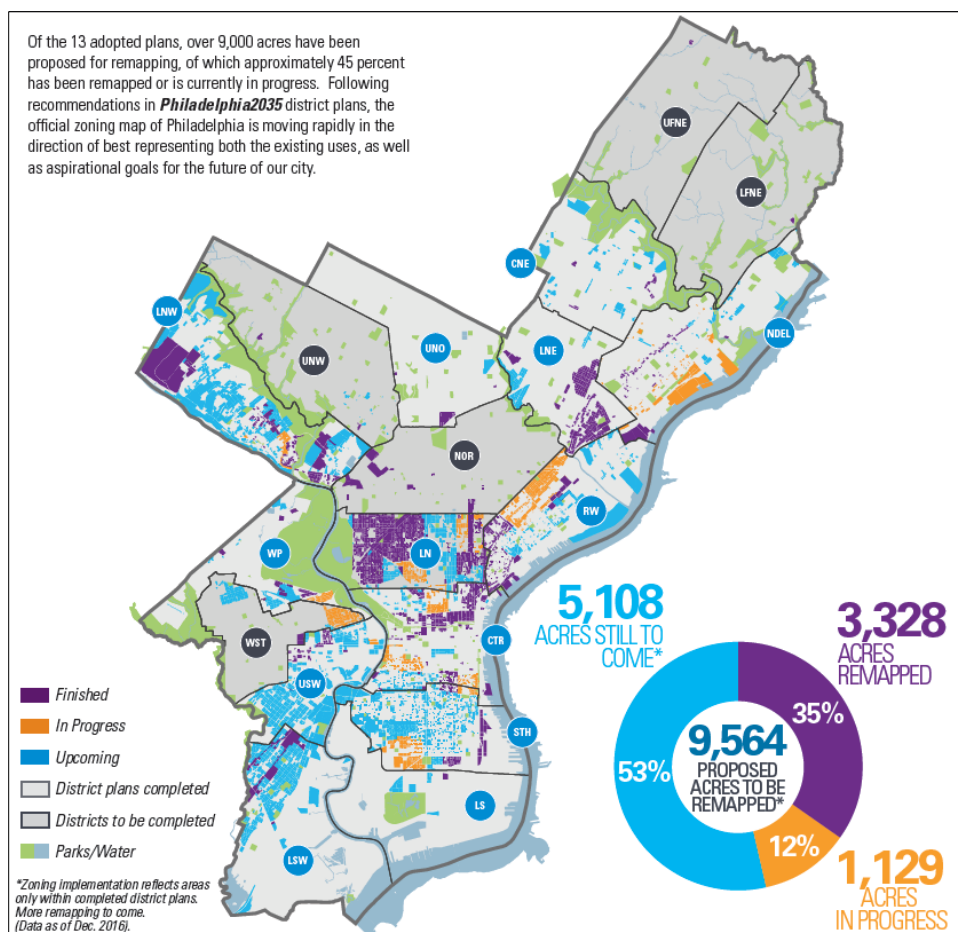 Of the 13 adopted plans, over 9,000 acres have been
proposed for remapping, of which approximately 45 percent
has been remapped or is currently in progress. Following
recommendations in Philadelphia2035 district plans, the
official zoning map of Philadelphia is moving rapidly in the
direction of best representing both the existing uses, as well
as aspirational goals for the future of our city.
UFNE
LFNE
CNE
LNW
NDEL
UNO
LNE
UNW
NOR
RW
WP
LN
WST
CTR
USW
STH
LS
LSW
Finished
In Progress
Upcoming
District plans completed
Districts to be completed
Parks/Water
*Zoning implementation reflects areas
only within completed district plans.
More remapping to come.
(Data as of Dec. 2016).
5,108
ACRES STILL TO
COME*
3,328
ACRES
REMAPPED
35%
53%
9,564
PROPOSED
ACRES TO BE
REMAPPED*
12%
1,129
ACRES
IN PROGRESS